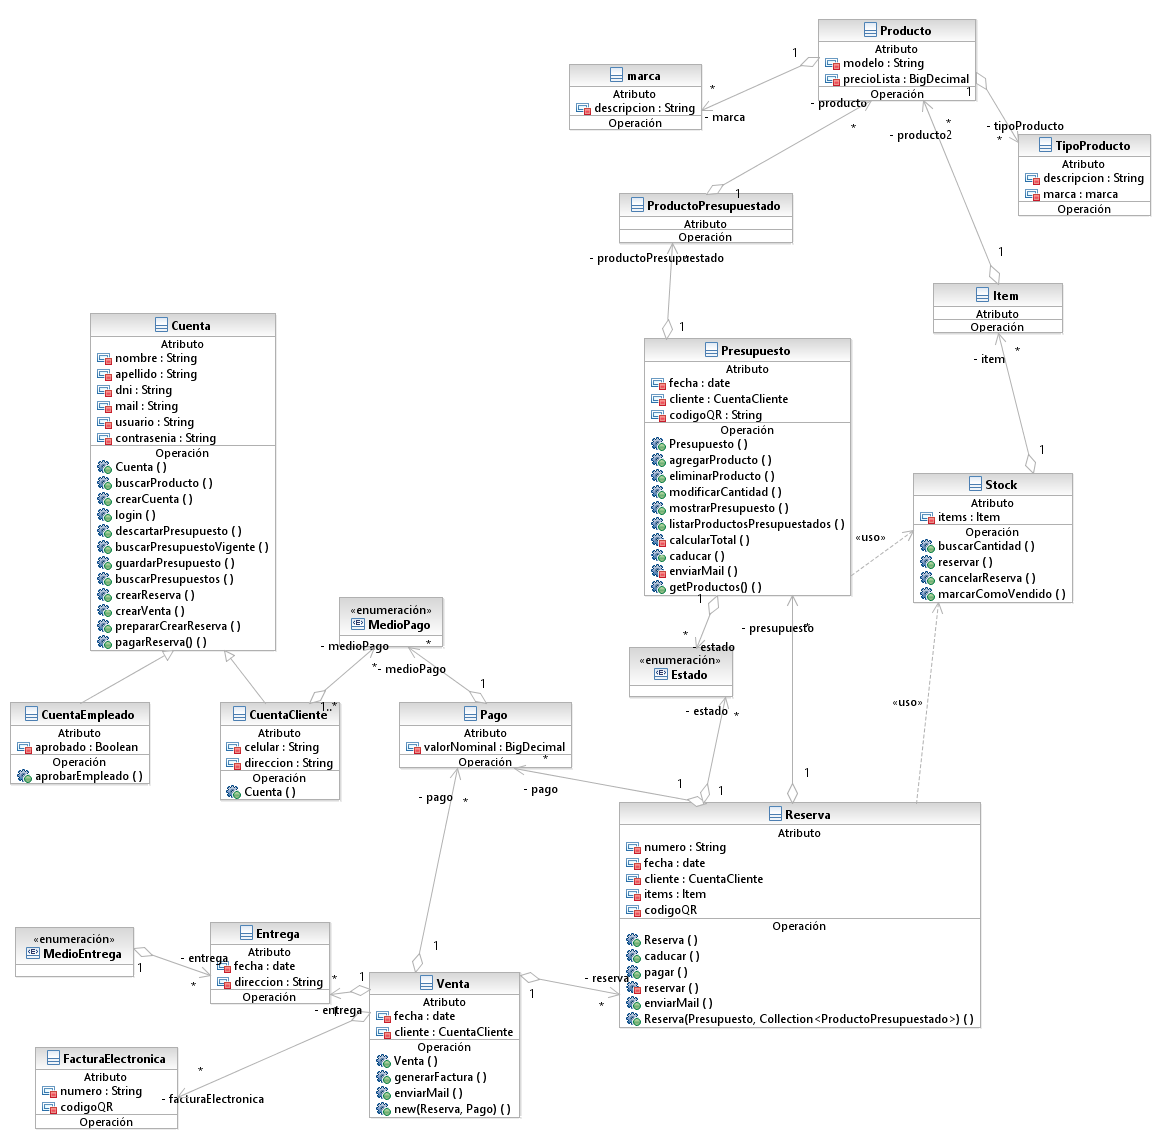 Producto
Atributo
modelo : String
precioLista : BigDecimal
Operación
1
*
- marca
marca
Atributo
descripcion : String
Operación
- producto
*
1
1
- tipoProducto
*
*
- producto2
1
TipoProducto
Atributo
descripcion : String
marca : marca
Operación
ProductoPresupuestado
Atributo
Operación
- productoPresupuestado
1
Item
Atributo
Operación
- item
*
1
Cuenta
Atributo
nombre : String
apellido : String
dni : String
mail : String
usuario : String
contrasenia : String
Operación
Cuenta ( )
buscarProducto ( )
crearCuenta ( )
login ( )
descartarPresupuesto ( )
buscarPresupuestoVigente ( )
guardarPresupuesto ( )
buscarPresupuestos ( )
crearReserva ( )
crearVenta ( )
prepararCrearReserva ( )
pagarReserva() ( )
Presupuesto
Atributo
fecha : date
cliente : CuentaCliente
codigoQR : String
Operación
Presupuesto ( )
agregarProducto ( )
eliminarProducto ( )
modificarCantidad ( )
mostrarPresupuesto ( )
listarProductosPresupuestados ( )
calcularTotal ( )
caducar ( )
enviarMail ( )
getProductos() ( )
«uso»
Stock
Atributo
items : Item
Operación
buscarCantidad ( )
reservar ( )
cancelarReserva ( )
marcarComoVendido ( )
«uso»
1
*
- estado
- presupuesto
*
1
«enumeración»
Estado
- estado
*
1
«enumeración»
MedioPago
- medioPago
*
1..*
- medioPago
*
1
CuentaEmpleado
Atributo
aprobado : Boolean
Operación
aprobarEmpleado ( )
CuentaCliente
Atributo
celular : String
direccion : String
Operación
Cuenta ( )
Pago
Atributo
valorNominal : BigDecimal
Operación
- pago
*
1
- pago
*
1
Reserva
Atributo
numero : String
fecha : date
cliente : CuentaCliente
items : Item
codigoQR
Operación
Reserva ( )
caducar ( )
pagar ( )
reservar ( )
enviarMail ( )
Reserva(Presupuesto, Collection<ProductoPresupuestado>) ( )
«enumeración»
MedioEntrega
1
- entrega
*
Entrega
Atributo
fecha : date
direccion : String
Operación
*
1
- entrega
1
Venta
Atributo
fecha : date
cliente : CuentaCliente
Operación
Venta ( )
generarFactura ( )
enviarMail ( )
new(Reserva, Pago) ( )
1
- reserva
*
FacturaElectronica
Atributo
numero : String
codigoQR
Operación
*
- facturaElectronica